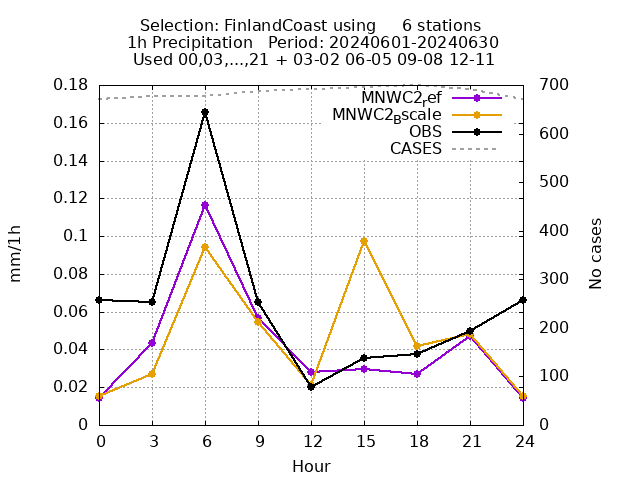 Selection: FinlandCoast using     6 stations
1h Precipitation   Period: 20240601-20240630
Used 00,03,...,21 + 03-02 06-05 09-08 12-11
0.18
0.16
0.14
0.12
0.1
0.08
0.06
0.04
0.02
0
700
600
500
400
300
200
100
0
MNWC2_ref
MNWC2_Bscale
OBS
CASES
mm/1h
No cases
0 3 6 9 12 15 18 21 24
Hour